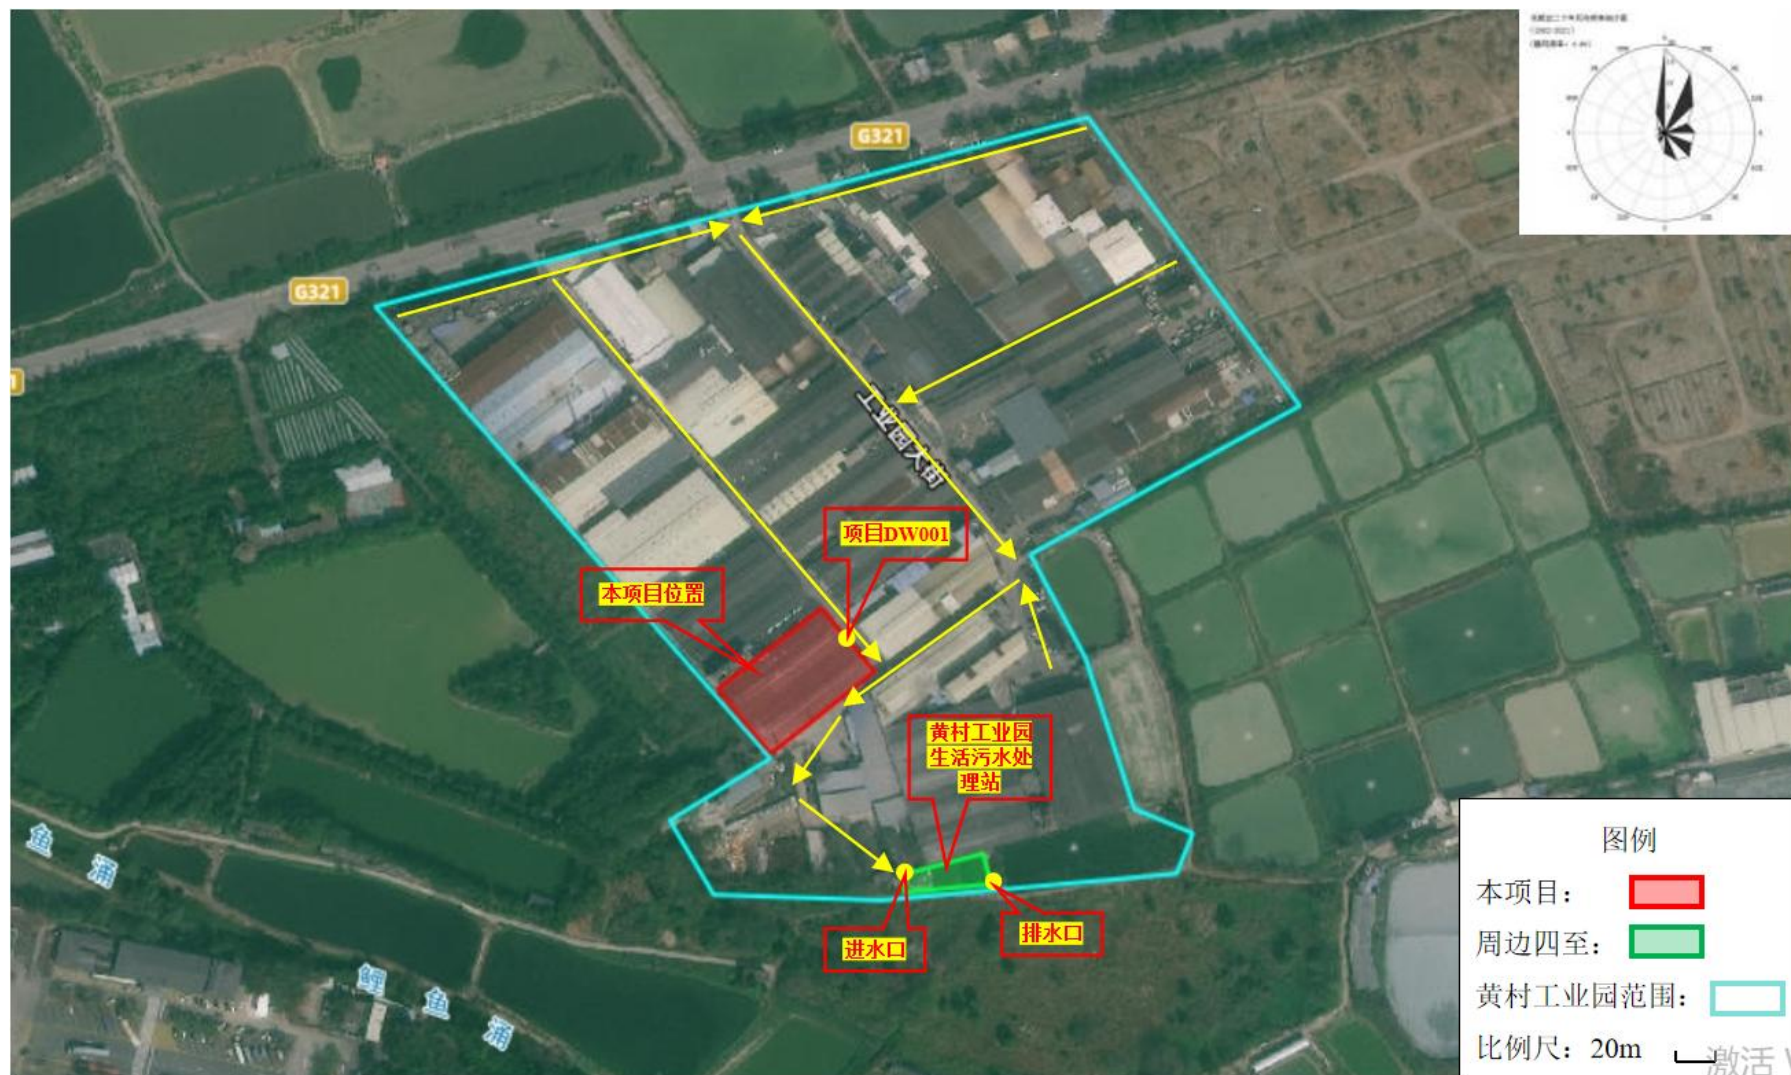 G321
G321
工业园大街
项目DW001
本项目位置
黄村工业园
生活污水处
理站
进水口
排水口
鱼涌
鲤鱼涌
图例
本项目：
周边四至：
黄村工业园范围：
比例尺：20m
激活